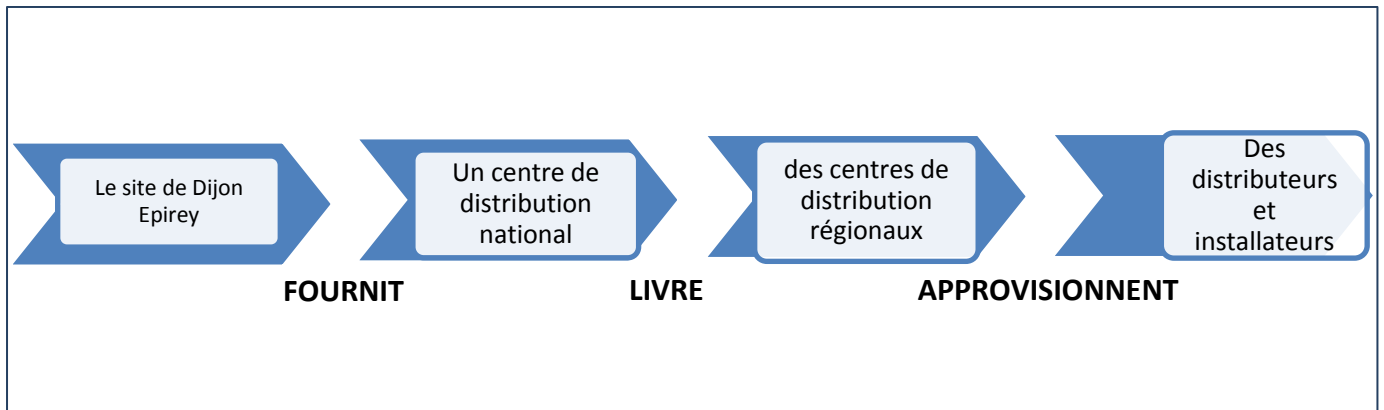 Le site de Dijon
Epirey
FOURNIT
Un centre de
distribution
national
LIVRE
des centres de
distribution
régionaux
APPROVISIONNENT
Des
distributeurs
et
installateurs